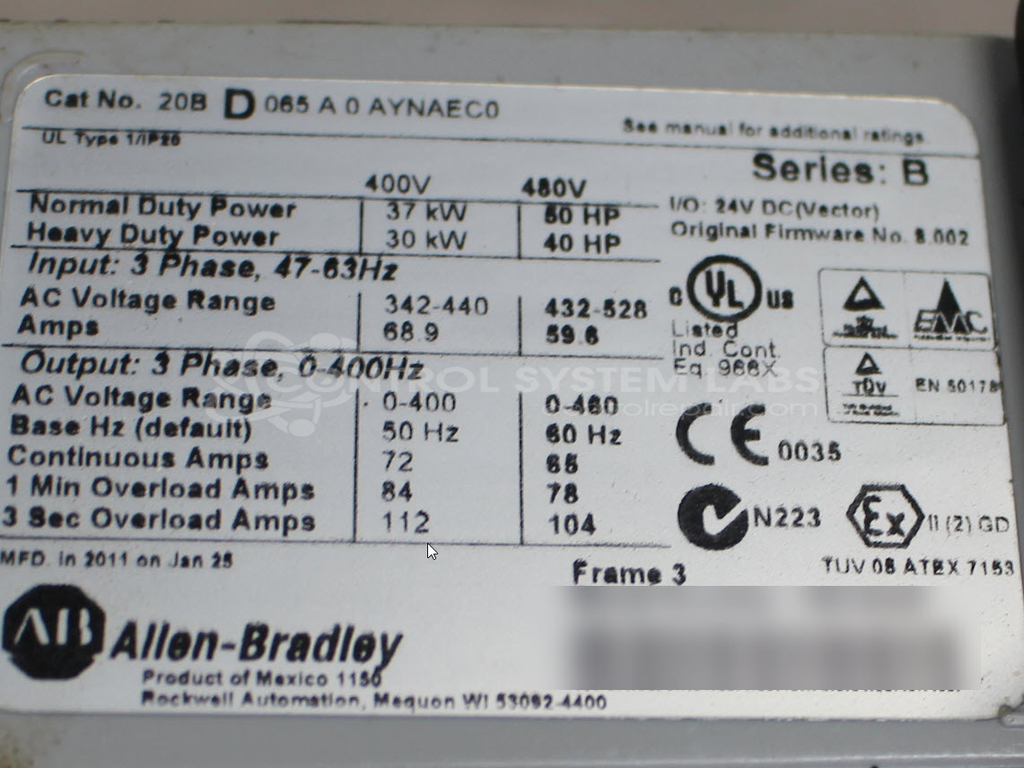 Cat No. 20B D 065 A 0 AYNAEC0
UL Type 1/IP20
See manual for additional ratings.
Series: B
400V 480V
Normal Duty Power 37 kW 50 HP
Heavy Duty Power 30 kW 40 HP
I/O: 24V DC(Vector)
Original Firmware No. 8.002
Input: 3 Phase, 47-63Hz
AC Voltage Range 342-440 432-528
Amps 68.9 59.6
C UL US
Listed
Ind. Cont.
Eq. 966X
EMC
TÜV
EN 50178
Output: 3 Phase, 0-400Hz
AC Voltage Range 0-400 0-460
Base Hz (default) 50 Hz 60 Hz
Continuous Amps 72 65
1 Min Overload Amps 84 78
3 Sec Overload Amps 112 104
CE 0035
N223
Ex II (2) GD
TUV 05 ATEX 7153
MFD. in 2011 on Jan 25
Frame 3
AB Allen-Bradley
Product of Mexico 1150
Rockwell Automation, Mequon WI 53092-4400
CONTROL SYSTEM LABS